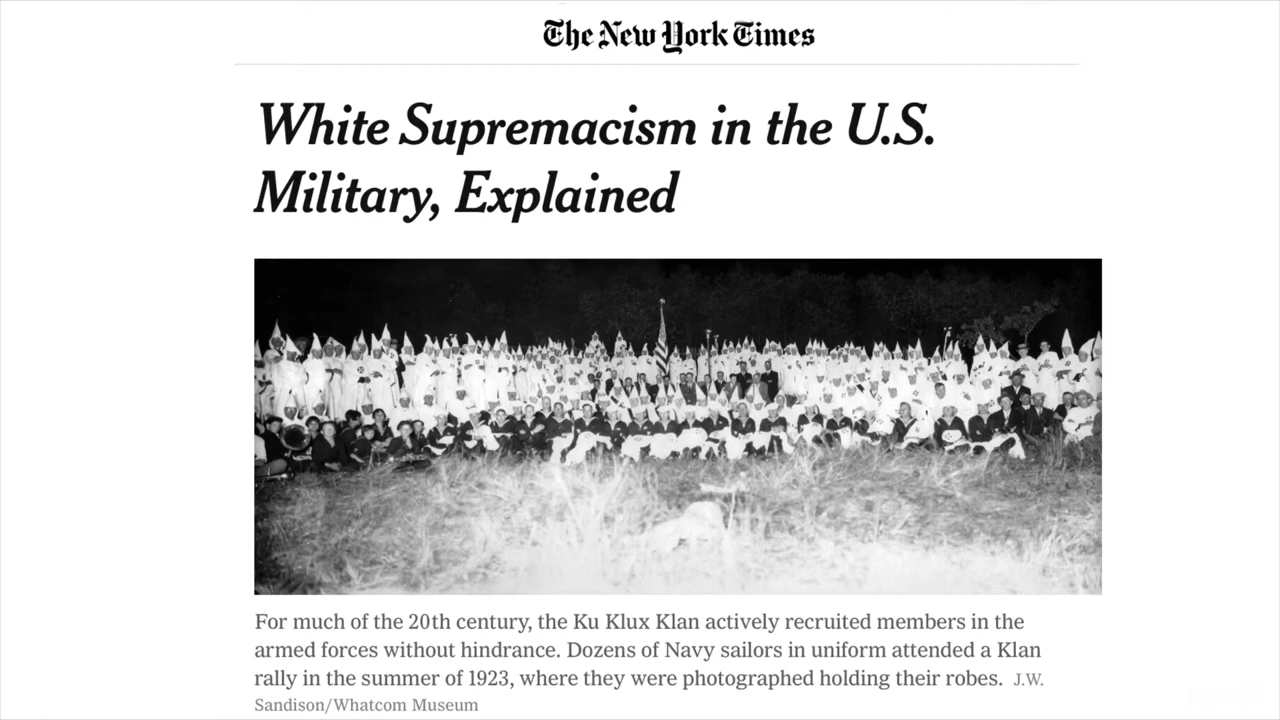 The New York Times
White Supremacism in the U.S.
Military, Explained
For much of the 20th century, the Ku Klux Klan actively recruited members in the
armed forces without hindrance. Dozens of Navy sailors in uniform attended a Klan
rally in the summer of 1923, where they were photographed holding their robes. J.W.
Sandison/Whatcom Museum